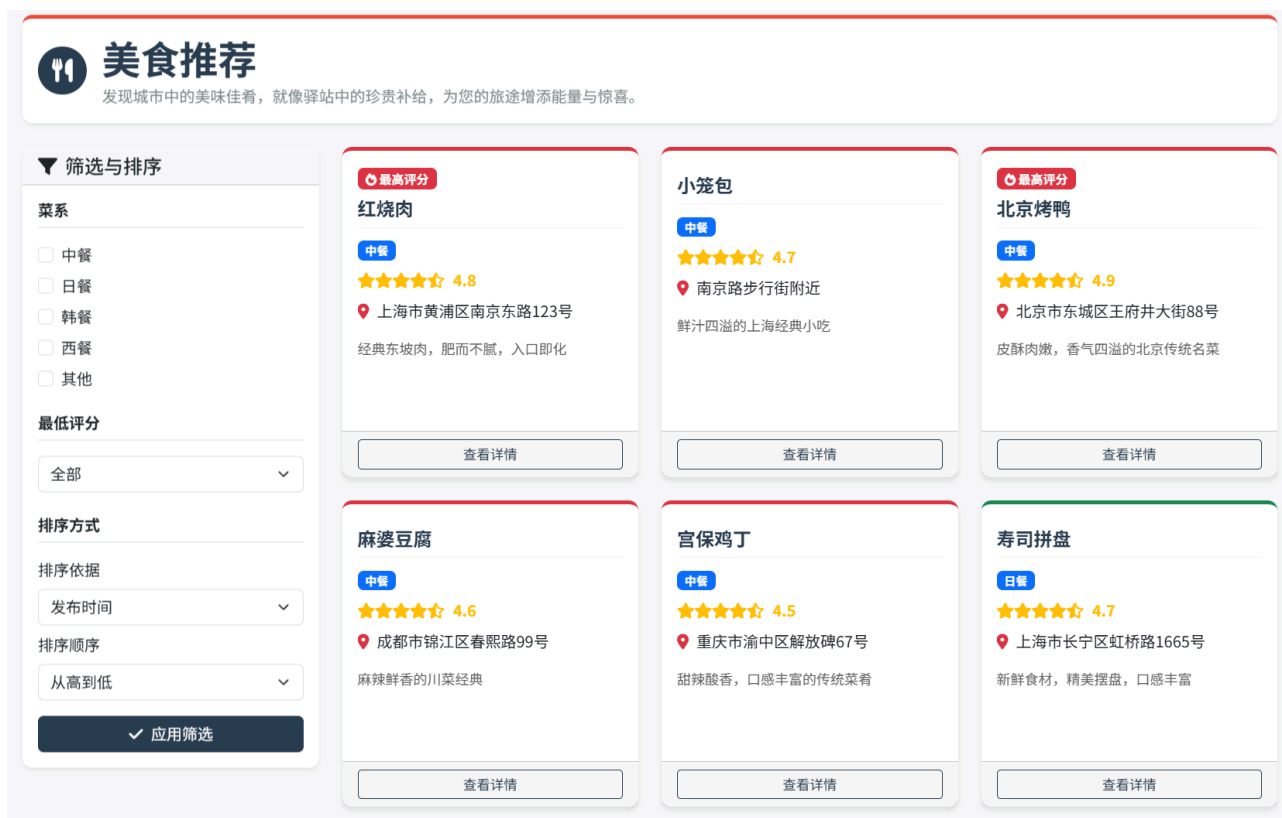 美食推荐
发现城市中的美味佳肴，就像驿站中的珍贵补给，为您的旅途增添能量与惊喜。
筛选与排序
菜系
中餐
日餐
韩餐
西餐
其他
最低评分
全部
排序方式
排序依据
发布时间
排序顺序
从高到低
应用筛选
最高评分
红烧肉
中餐
4.8
上海市黄浦区南京东路123号
经典东坡肉，肥而不腻，入口即化
查看详情
小笼包
中餐
4.7
南京路步行街附近
鲜汁四溢的上海经典小吃
查看详情
最高评分
北京烤鸭
中餐
4.9
北京市东城区王府井大街88号
皮酥肉嫩，香气四溢的北京传统名菜
查看详情
麻婆豆腐
中餐
4.6
成都市锦江区春熙路99号
麻辣鲜香的川菜经典
查看详情
宫保鸡丁
中餐
4.5
重庆市渝中区解放碑67号
甜辣酸香，口感丰富的传统菜肴
查看详情
寿司拼盘
日餐
4.7
上海市长宁区虹桥路1665号
新鲜食材，精美摆盘，口感丰富
查看详情